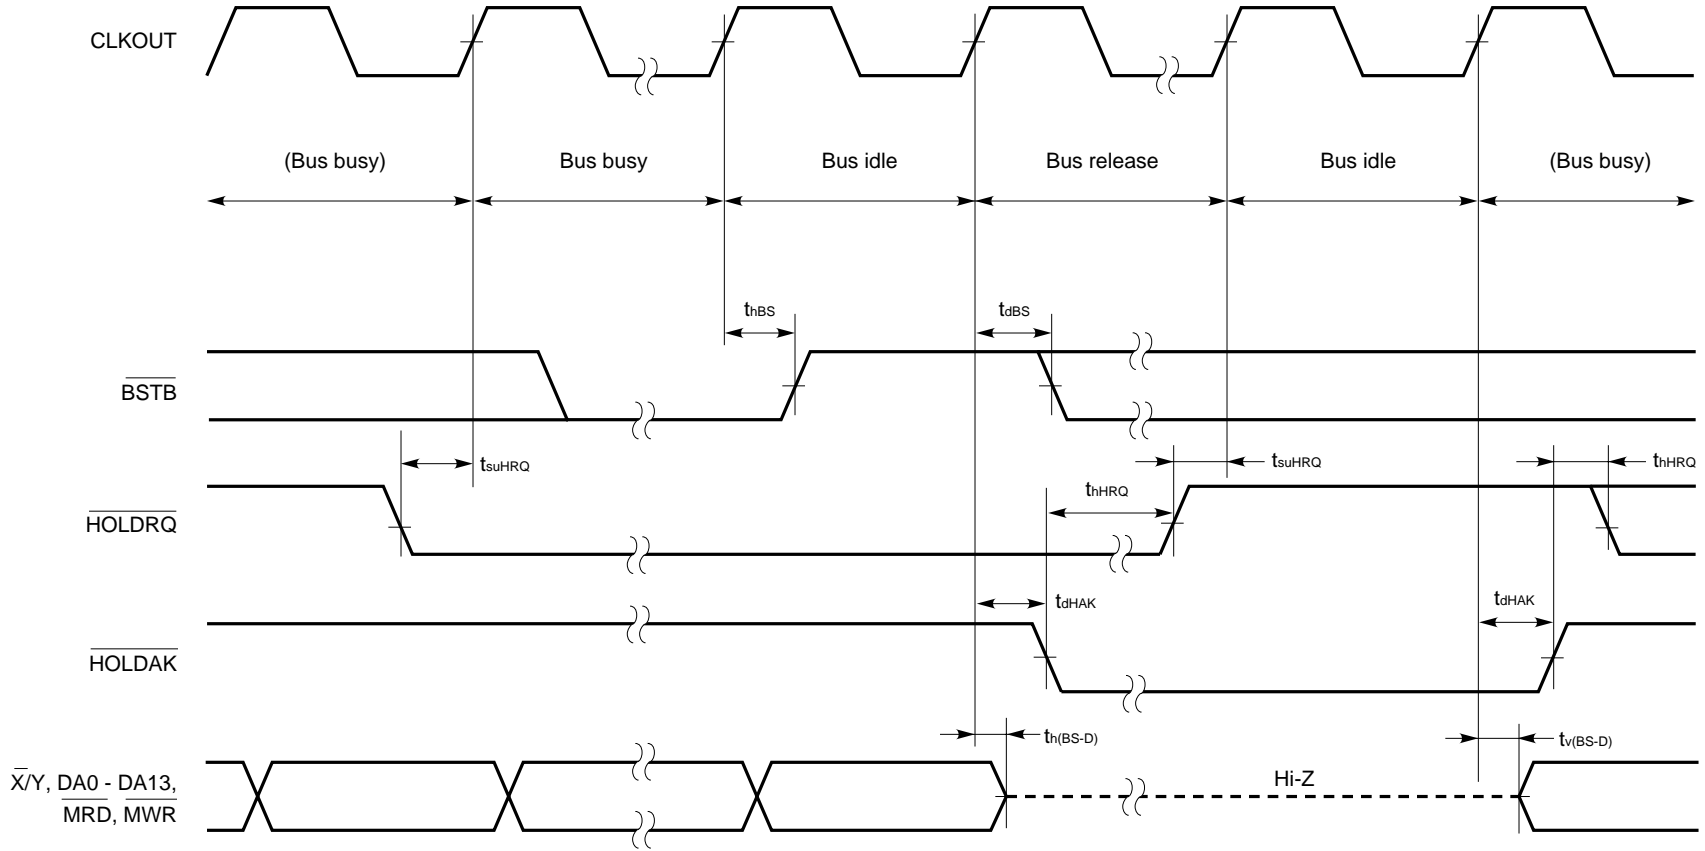 CLKOUT
(Bus busy) Bus busy Bus idle Bus release Bus idle (Bus busy)
thBS tdBS
BSTB
tsuHRQ tsuHRQ thHRQ
thHRQ
HOLDRQ
tdHAK tdHAK
HOLDAK
th(BS-D) tv(BS-D)
X/Y, DA0 - DA13,
MRD, MWR
Hi-Z